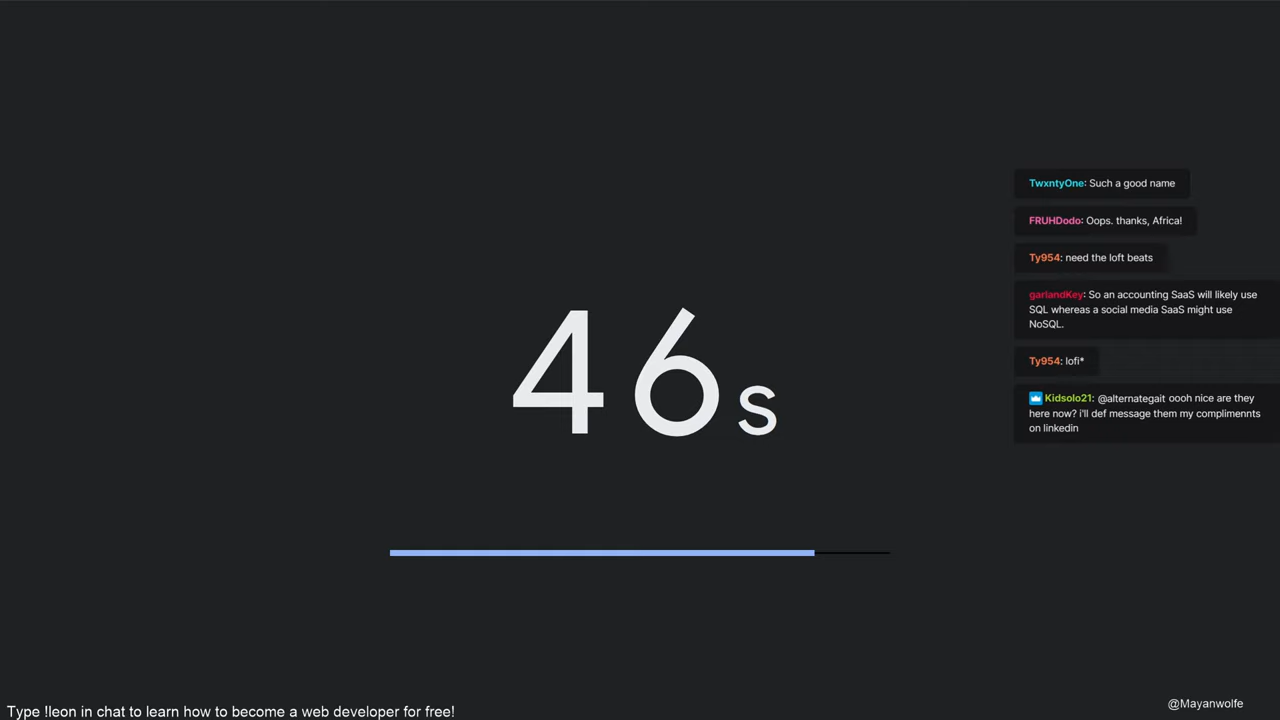 TwxntyOne: Such a good name
FRUHDodo: Oops. thanks, Africa!
Ty954: need the loft beats
garlandKey: So an accounting SaaS will likely use
SQL whereas a social media SaaS might use
NoSQL.
Ty954: lofi*
Kidsolo21: @alternategait oooh nice are they
here now? i'll def message them my complimennts
on linkedin
46s
Type !leon in chat to learn how to become a web developer for free!
@Mayanwolfe